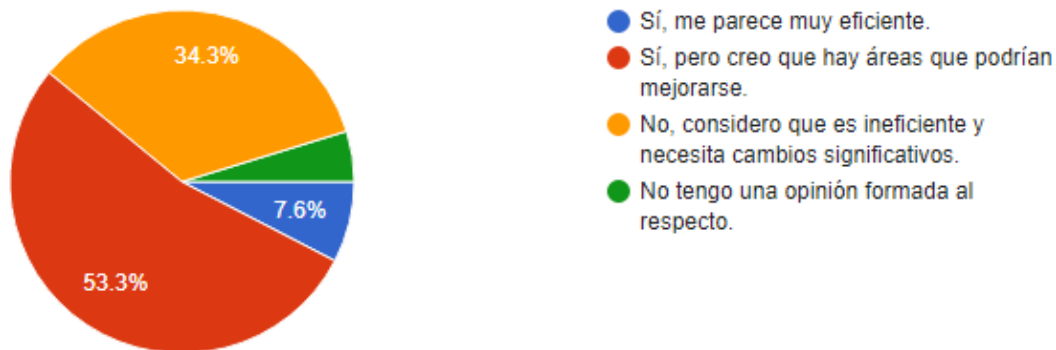 34.3%
7.6%
53.3%
Sí, me parece muy eficiente.
Sí, pero creo que hay áreas que podrían
mejorarse.
No, considero que es ineficiente y
necesita cambios significativos.
No tengo una opinión formada al
respecto.